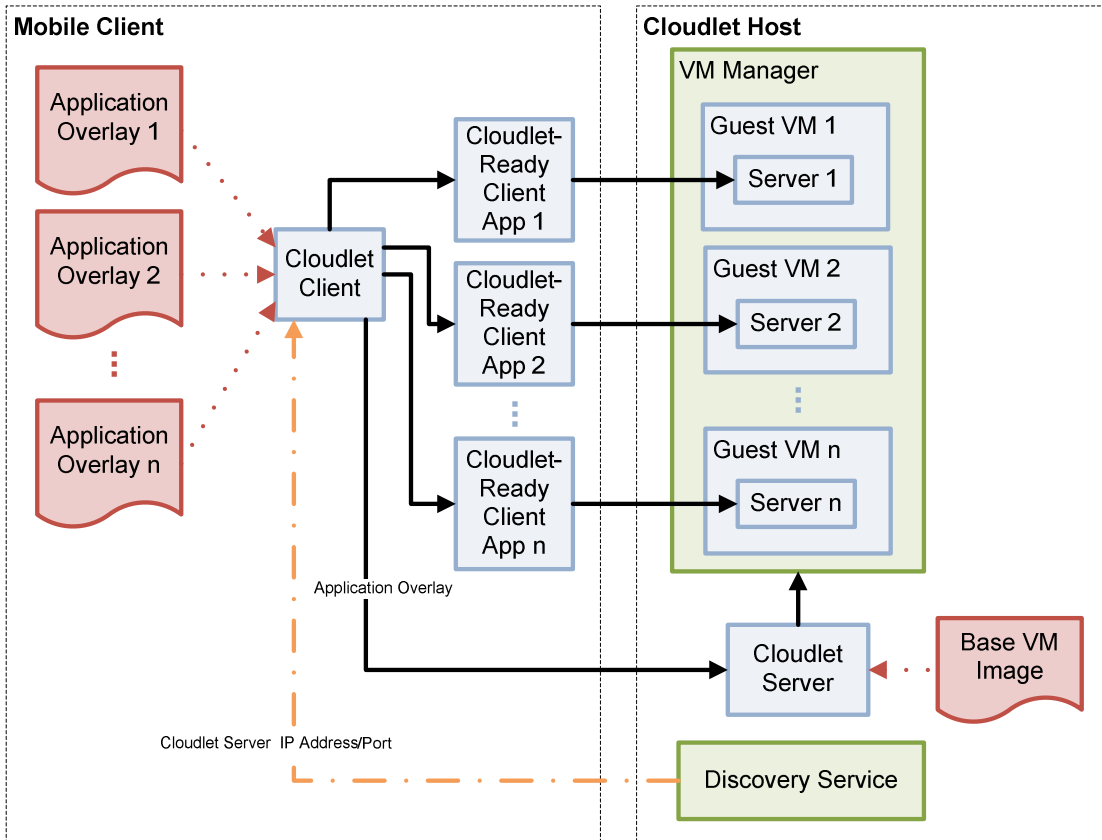 Mobile Client
Application
Overlay 1
Application
Overlay 2
Application
Overlay n
Cloudlet
Client
Cloudlet-
Ready
Client
App 1
Cloudlet-
Ready
Client
App 2
Cloudlet-
Ready
Client
App n
Application Overlay
Cloudlet Server IP Address/Port
Cloudlet Host
VM Manager
Guest VM 1
Server 1
Guest VM 2
Server 2
Guest VM n
Server n
Cloudlet
Server
Base VM
Image
Discovery Service